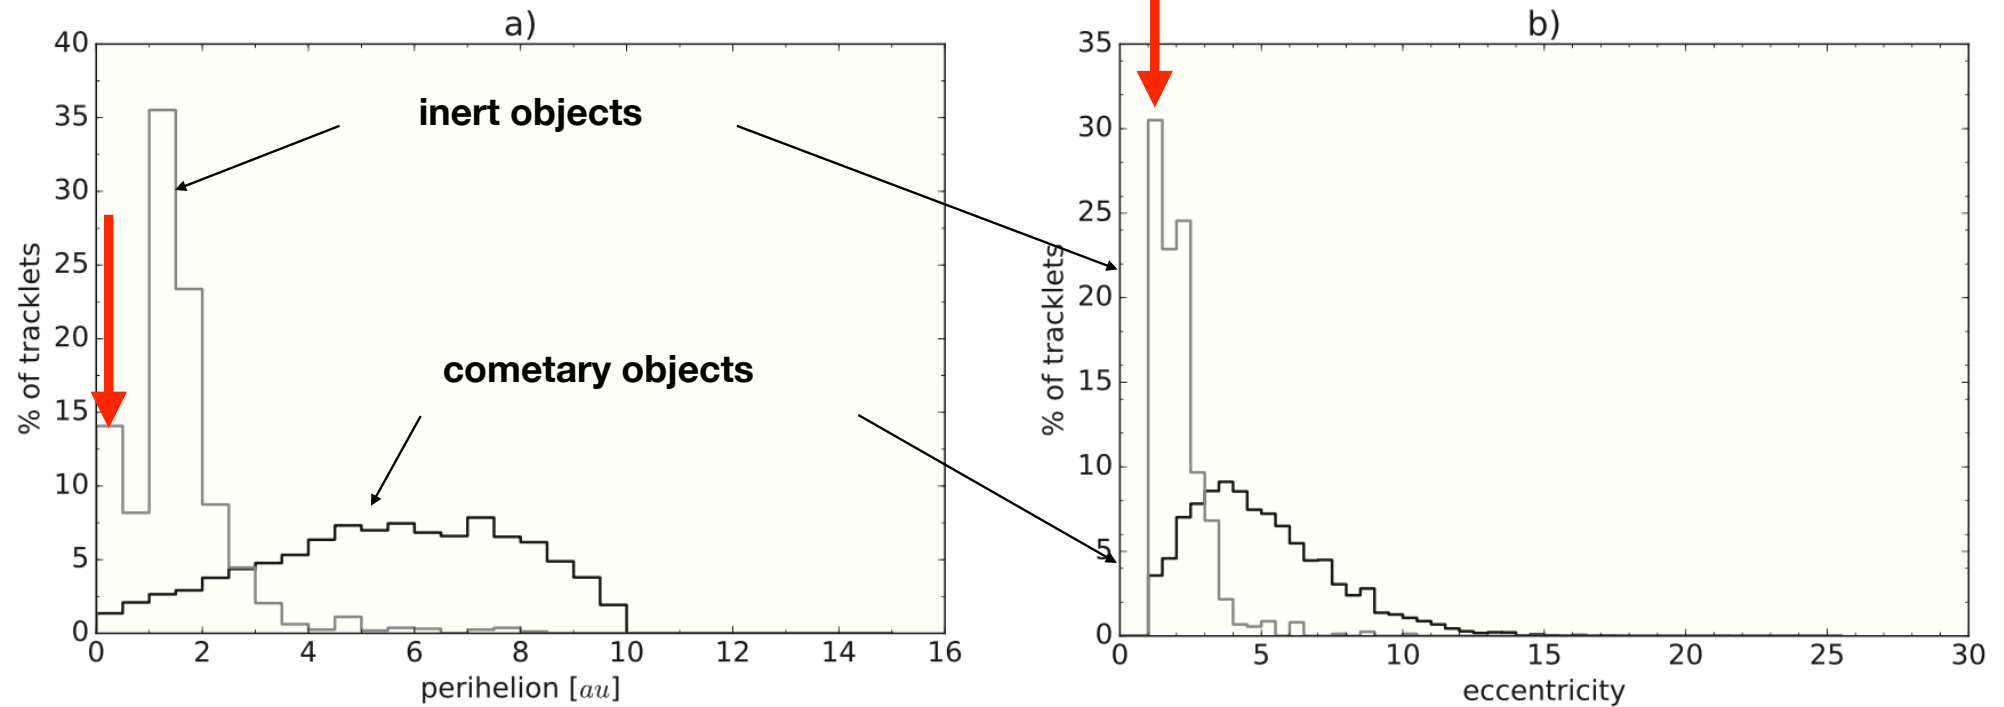 a)
40
35
30
25
20
15
10
5
0
% of tracklets
0 2 4 6 8 10 12 14 16
perihelion [au]
inert objects
cometary objects
b)
35
30
25
20
15
10
5
0
% of tracklets
0 5 10 15 20 25 30
eccentricity